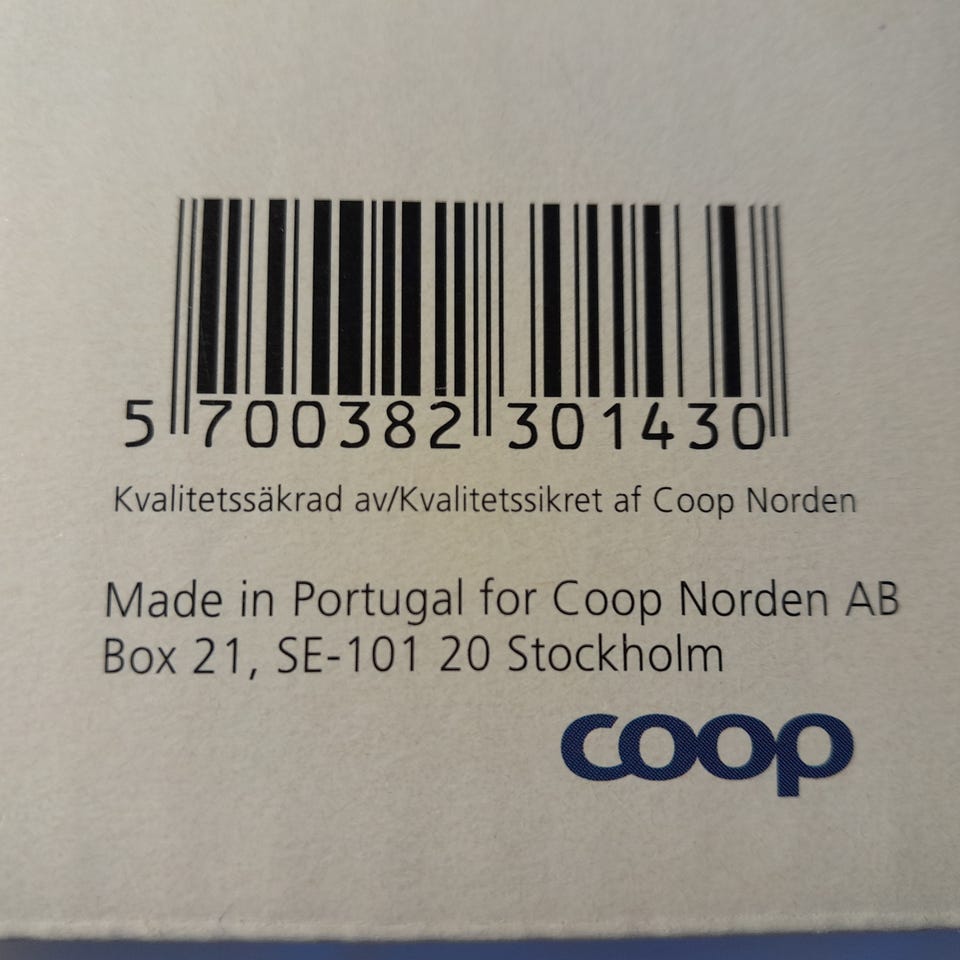 5 700382 301430
Kvalitetssäkrad av/Kvalitetssikret af Coop Norden
Made in Portugal for Coop Norden AB
Box 21, SE-101 20 Stockholm
coop